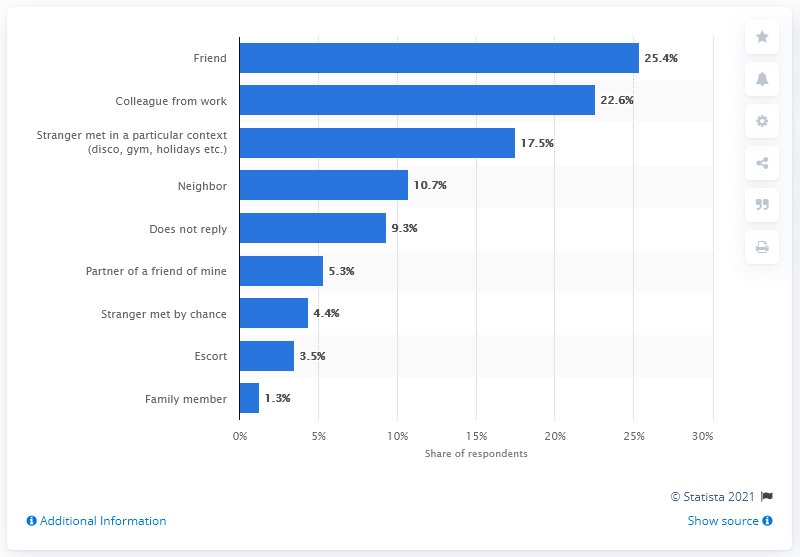 Friend 25.4%
Colleague from work 22.6%
Stranger met in a particular context
(disco, gym, holidays etc.) 17.5%
Neighbor 10.7%
Does not reply 9.3%
Partner of a friend of mine 5.3%
Stranger met by chance 4.4%
Escort 3.5%
Family member 1.3%
0% 5% 10% 15% 20% 25% 30%
Share of respondents
© Statista 2021
Additional Information Show source